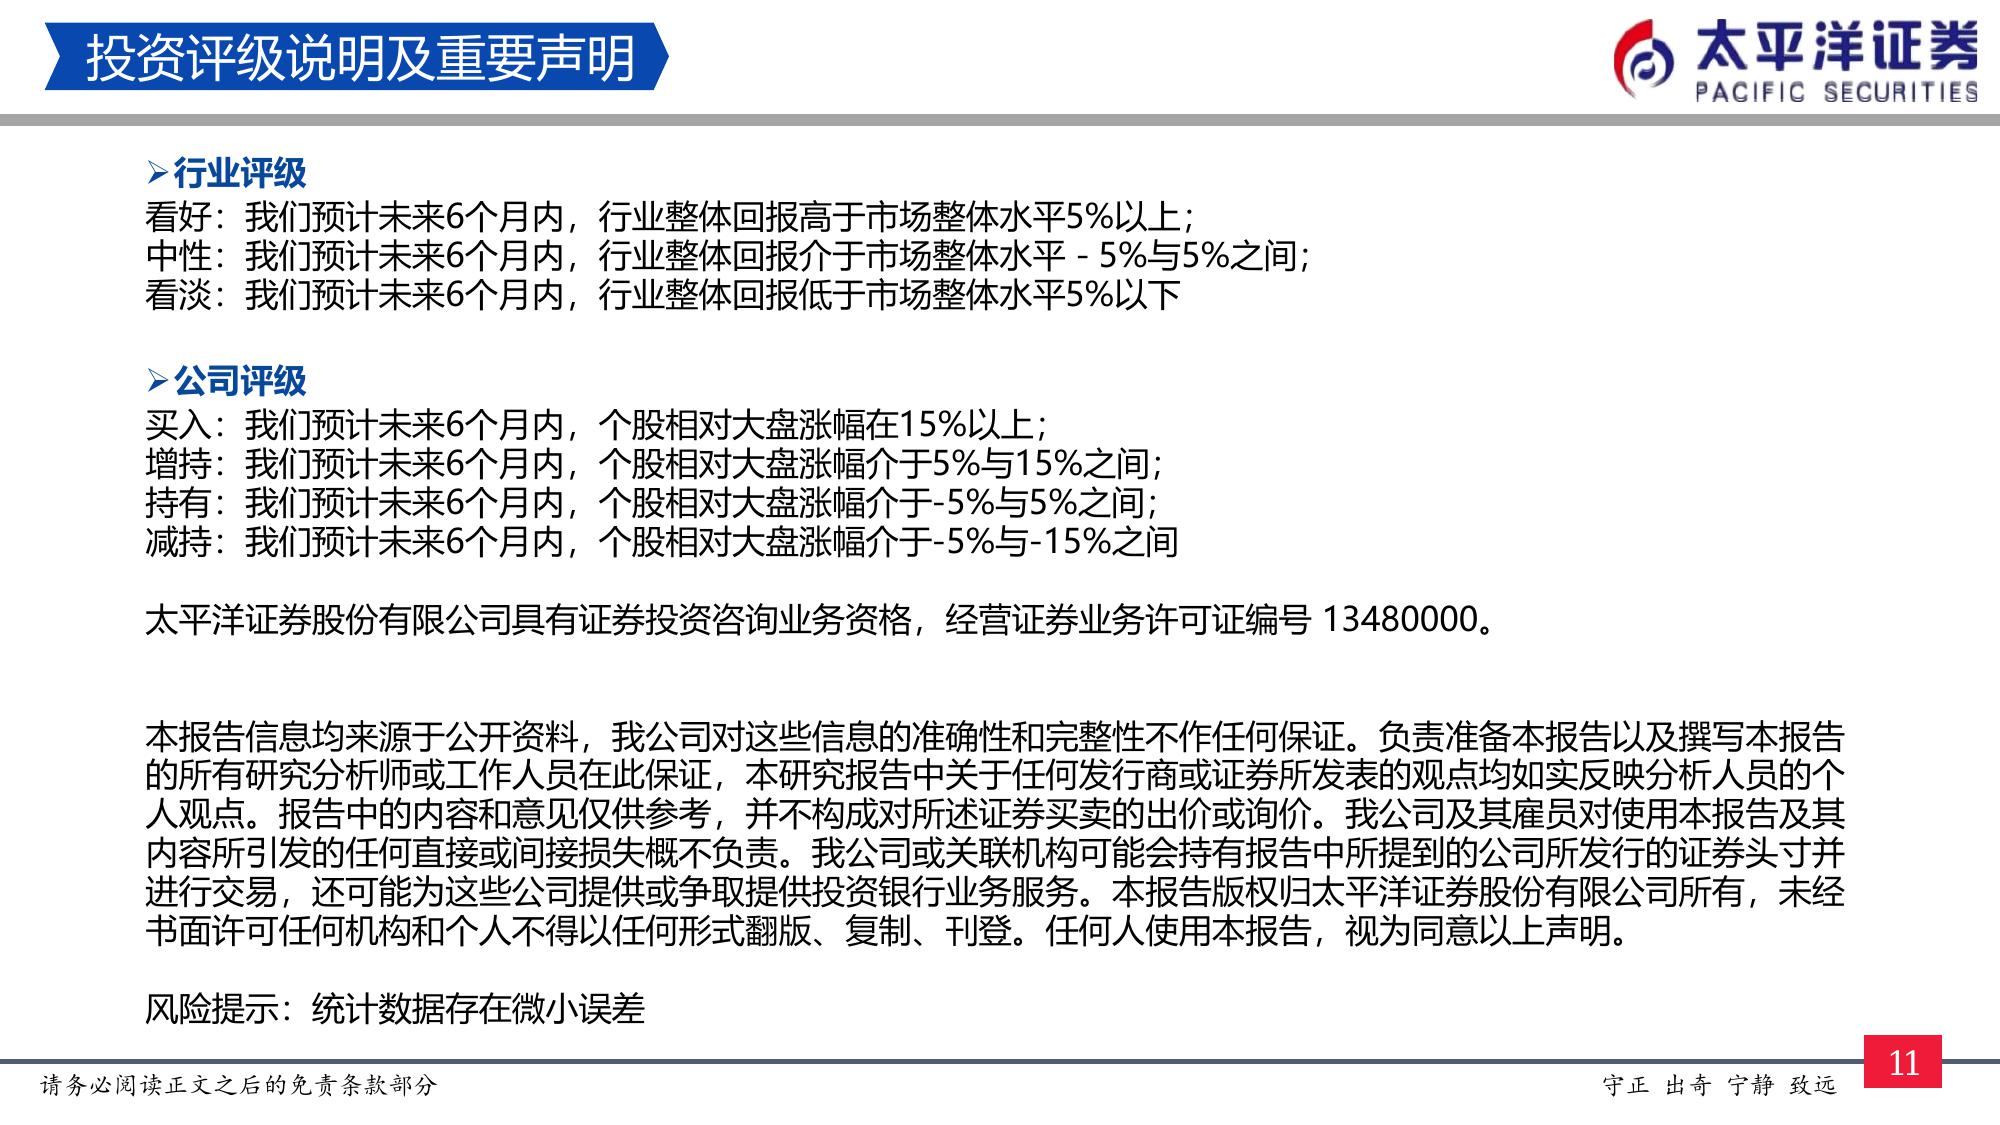 投资评级说明及重要声明
太平洋证券
PACIFIC SECURITIES
➢行业评级
看好：我们预计未来6个月内，行业整体回报高于市场整体水平5%以上；
中性：我们预计未来6个月内，行业整体回报介于市场整体水平－5%与5%之间；
看淡：我们预计未来6个月内，行业整体回报低于市场整体水平5%以下
➢公司评级
买入：我们预计未来6个月内，个股相对大盘涨幅在15%以上；
增持：我们预计未来6个月内，个股相对大盘涨幅介于5%与15%之间；
持有：我们预计未来6个月内，个股相对大盘涨幅介于-5%与5%之间；
减持：我们预计未来6个月内，个股相对大盘涨幅介于-5%与-15%之间
太平洋证券股份有限公司具有证券投资咨询业务资格，经营证券业务许可证编号 13480000。
本报告信息均来源于公开资料，我公司对这些信息的准确性和完整性不作任何保证。负责准备本报告以及撰写本报告
的所有研究分析师或工作人员在此保证，本研究报告中关于任何发行商或证券所发表的观点均如实反映分析人员的个
人观点。报告中的内容和意见仅供参考，并不构成对所述证券买卖的出价或询价。我公司及其雇员对使用本报告及其
内容所引发的任何直接或间接损失概不负责。我公司或关联机构可能会持有报告中所提到的公司所发行的证券头寸并
进行交易，还可能为这些公司提供或争取提供投资银行业务服务。本报告版权归太平洋证券股份有限公司所有，未经
书面许可任何机构和个人不得以任何形式翻版、复制、刊登。任何人使用本报告，视为同意以上声明。
风险提示：统计数据存在微小误差
请务必阅读正文之后的免责条款部分
守正 出奇 宁静 致远
11